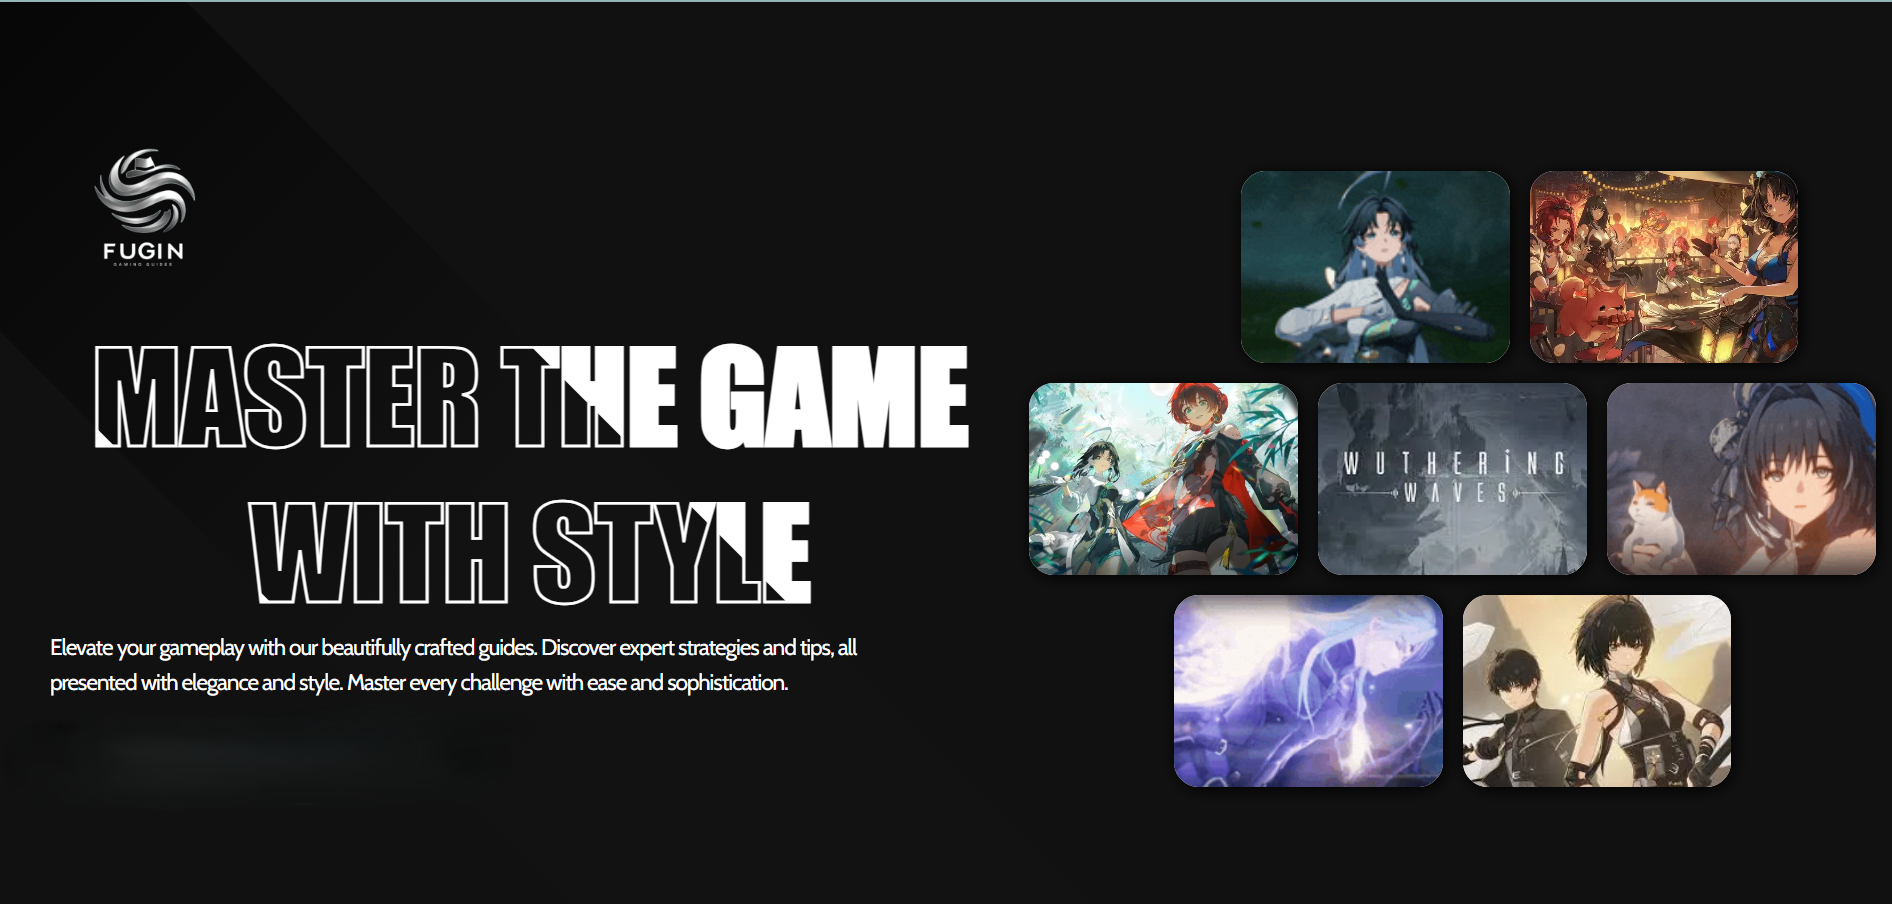 FUGIN
GAMING GUIDES
MASTER THE GAME
WITH STYLE
Elevate your gameplay with our beautifully crafted guides. Discover expert strategies and tips, all
presented with elegance and style. Master every challenge with ease and sophistication.
WUTHERING
WAVES